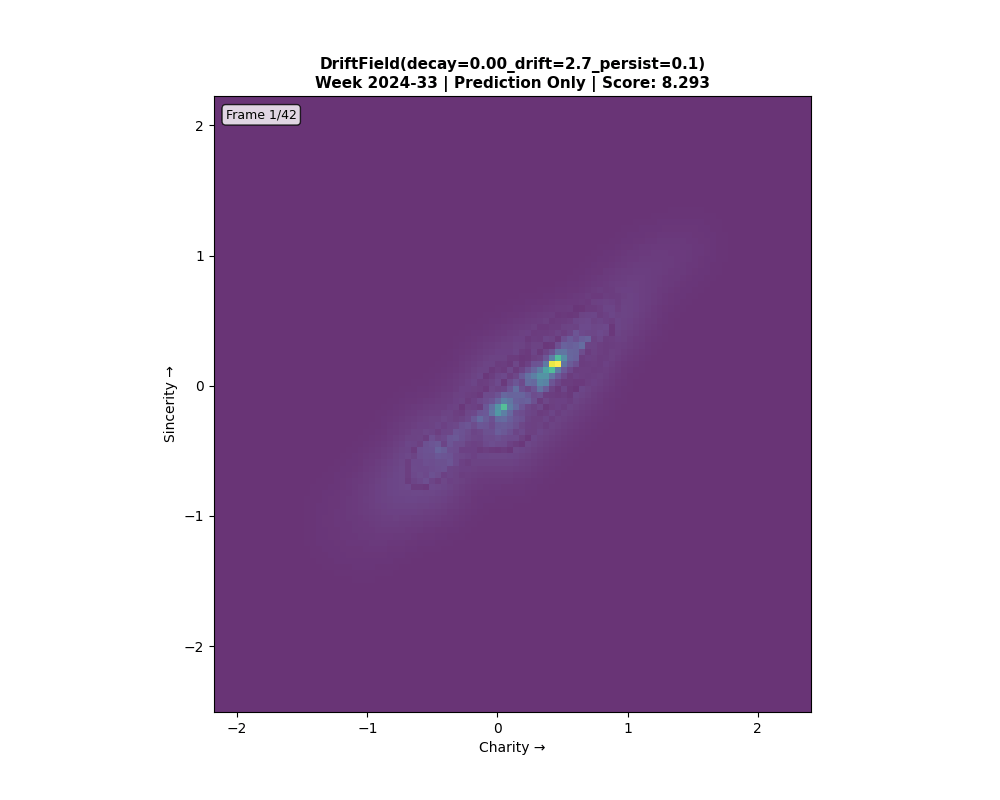 DriftField(decay=0.00_drift=2.7_persist=0.1)
Week 2024-33 | Prediction Only | Score: 8.293
Frame 1/42
2
1
0
−1
−2
Sincerity →
−2
−1
0
1
2
Charity →